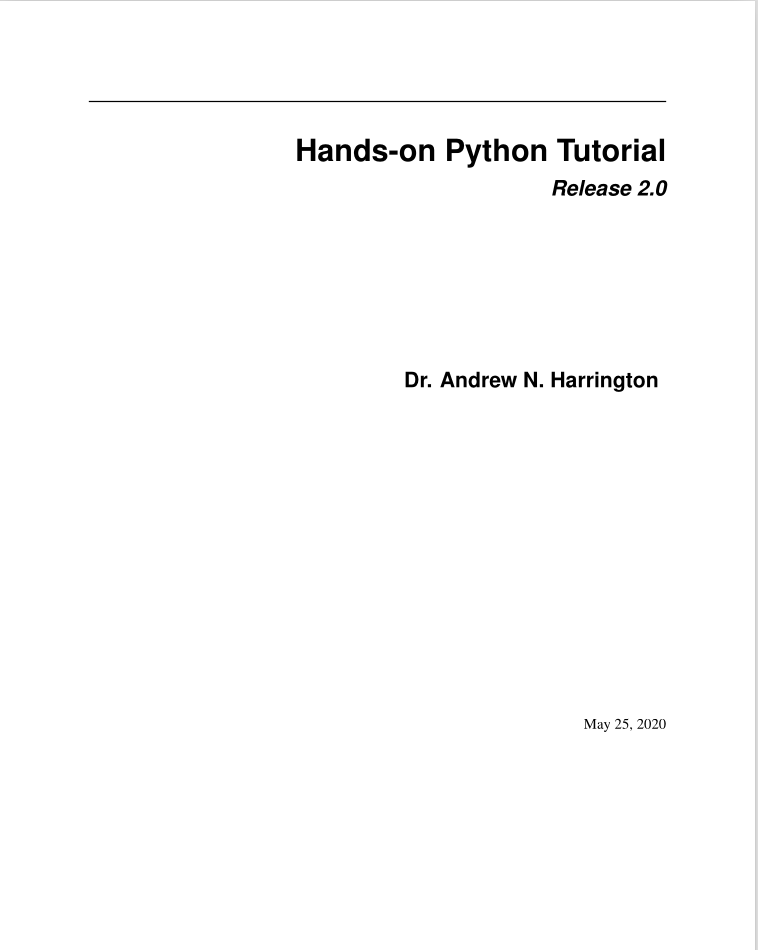 Hands-on Python Tutorial
Release 2.0
Dr. Andrew N. Harrington
May 25, 2020